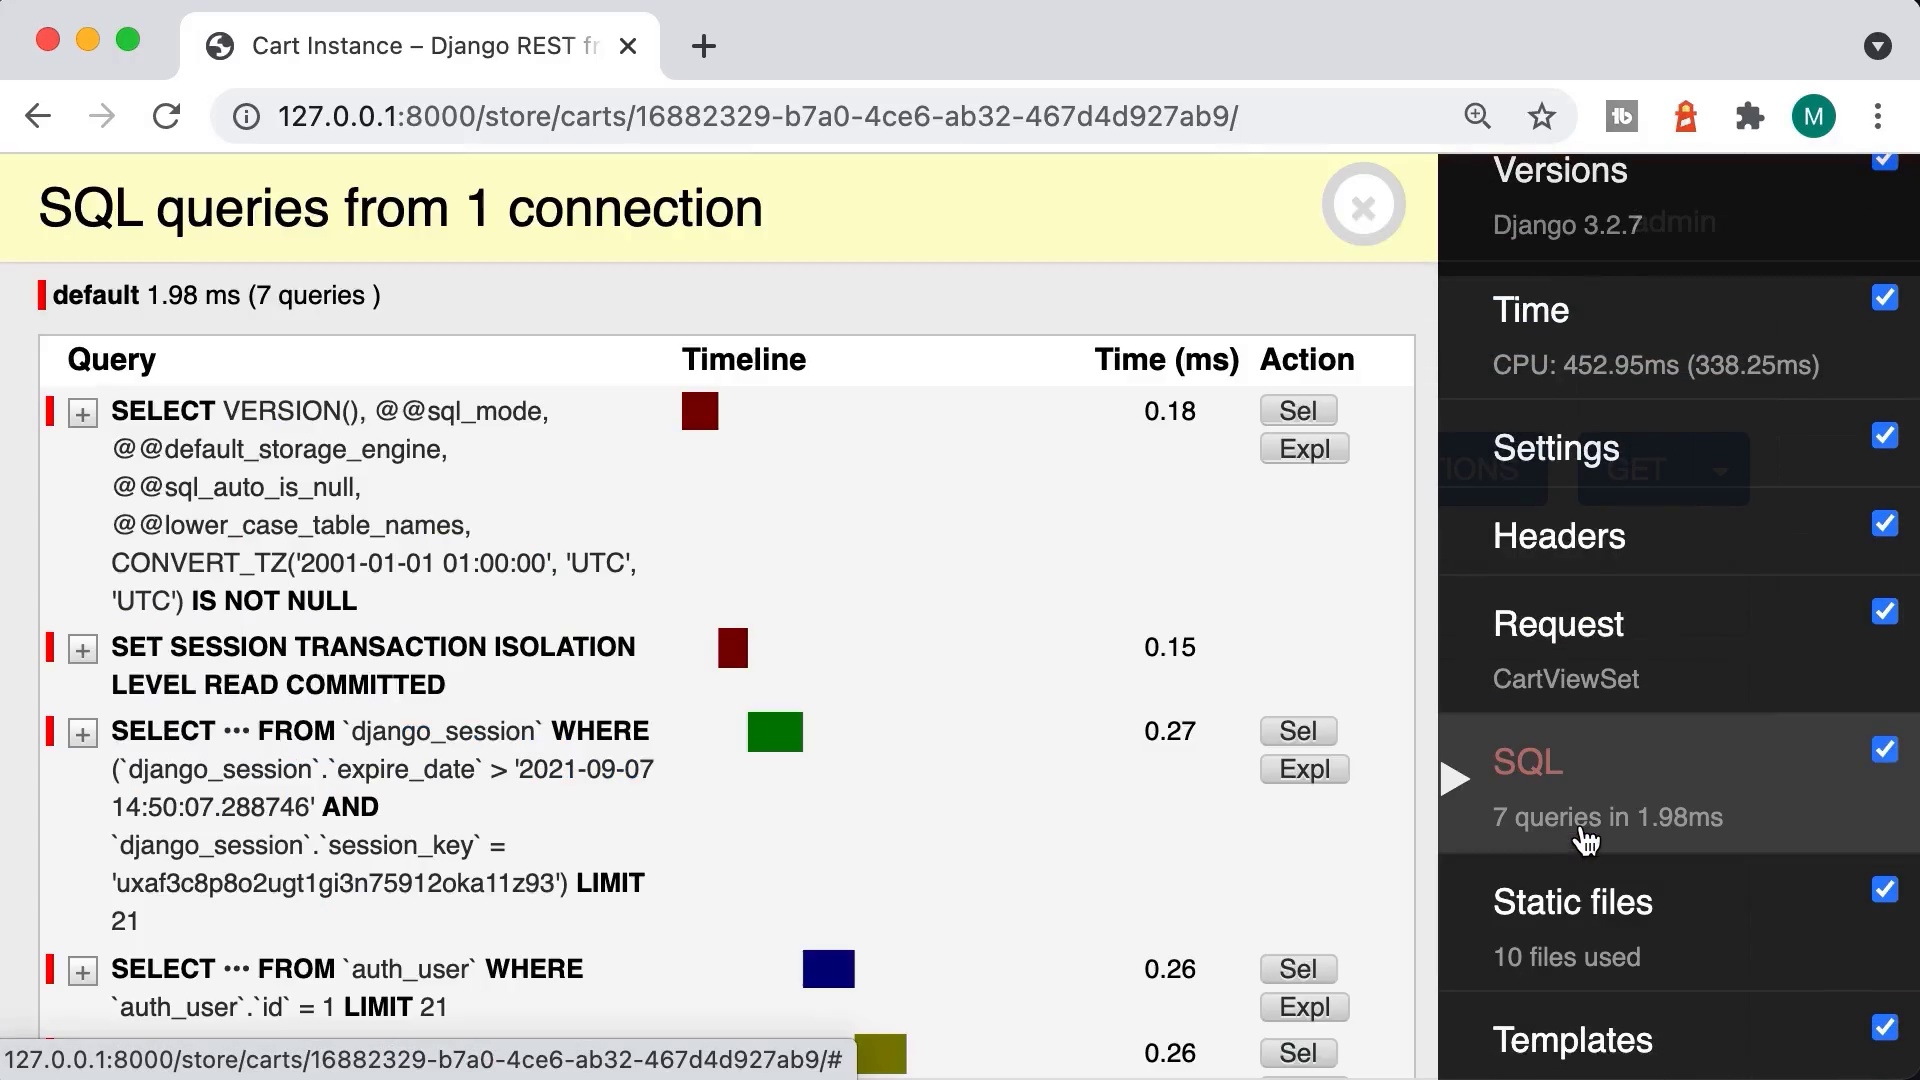 Cart Instance – Django REST fr
127.0.0.1:8000/store/carts/16882329-b7a0-4ce6-ab32-467d4d927ab9/
M
SQL queries from 1 connection
default 1.98 ms (7 queries )
Query Timeline Time (ms) Action
SELECT VERSION(), @@sql_mode, 0.18 Sel
@@default_storage_engine, Expl
@@sql_auto_is_null,
@@lower_case_table_names,
CONVERT_TZ('2001-01-01 01:00:00', 'UTC',
'UTC') IS NOT NULL
SET SESSION TRANSACTION ISOLATION 0.15
LEVEL READ COMMITTED
SELECT ••• FROM `django_session` WHERE 0.27 Sel
(`django_session`.`expire_date` > '2021-09-07 Expl
14:50:07.288746' AND
`django_session`.`session_key` =
'uxaf3c8p8o2ugt1gi3n75912oka11z93') LIMIT
21
SELECT ••• FROM `auth_user` WHERE 0.26 Sel
`auth_user`.`id` = 1 LIMIT 21 Expl
0.26 Sel
127.0.0.1:8000/store/carts/16882329-b7a0-4ce6-ab32-467d4d927ab9/#
Versions
Django 3.2.7
admin
Time
CPU: 452.95ms (338.25ms)
Settings
TIONS GET
Headers
Request
CartViewSet
SQL
7 queries in 1.98ms
Static files
10 files used
Templates